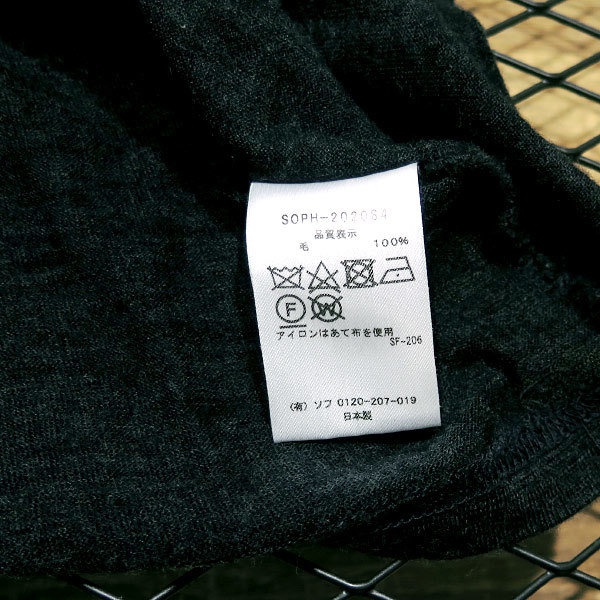 SOPH-202084
品質表示
毛 100%
F W
アイロンはあて布を使用
SF-206
(有) ソフ 0120-207-019
日本製